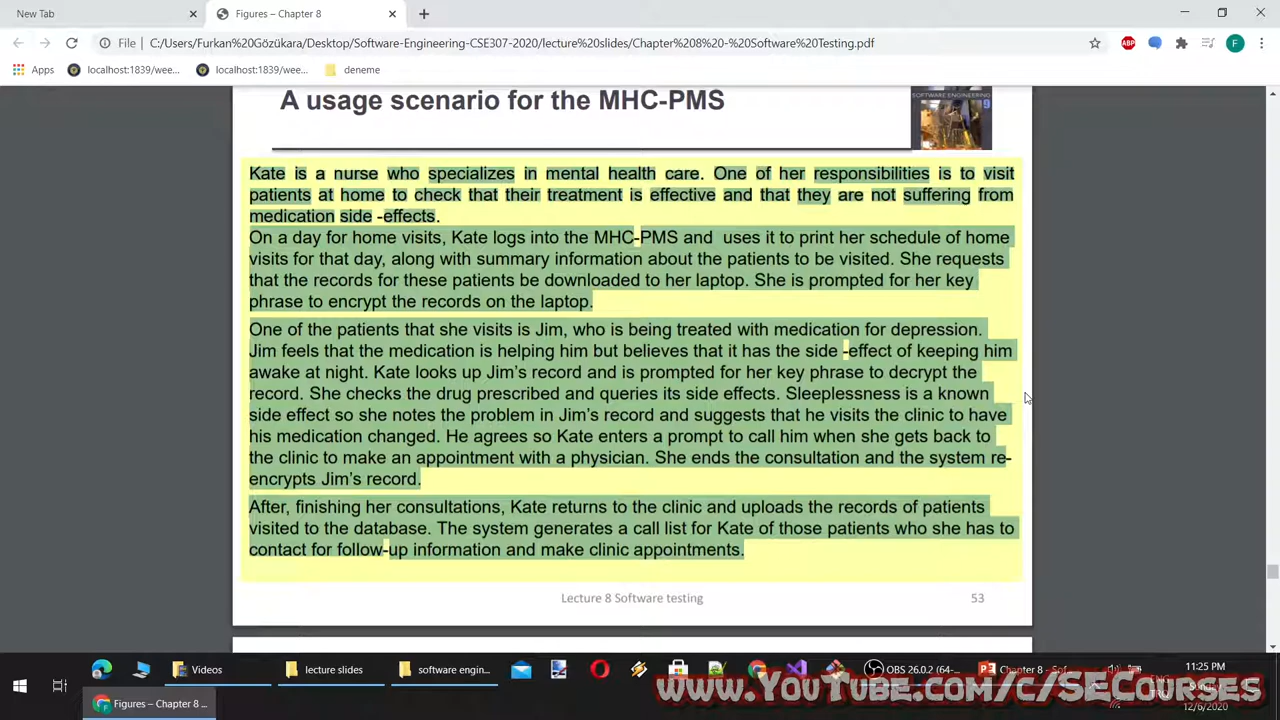 New Tab
Figures – Chapter 8
File
C:/Users/Furkan%20Gözükara/Desktop/Software-Engineering-CSE307-2020/lecture%20slides/Chapter%208%20-%20Software%20Testing.pdf
ABP
F
Apps
localhost:1839/wee...
localhost:1839/wee...
deneme
A usage scenario for the MHC-PMS
SOFTWARE ENGINEERING
9
Kate is a nurse who specializes in mental health care. One of her responsibilities is to visit
patients at home to check that their treatment is effective and that they are not suffering from
medication side -effects.
On a day for home visits, Kate logs into the MHC-PMS and uses it to print her schedule of home
visits for that day, along with summary information about the patients to be visited. She requests
that the records for these patients be downloaded to her laptop. She is prompted for her key
phrase to encrypt the records on the laptop.
One of the patients that she visits is Jim, who is being treated with medication for depression.
Jim feels that the medication is helping him but believes that it has the side -effect of keeping him
awake at night. Kate looks up Jim's record and is prompted for her key phrase to decrypt the
record. She checks the drug prescribed and queries its side effects. Sleeplessness is a known
side effect so she notes the problem in Jim's record and suggests that he visits the clinic to have
his medication changed. He agrees so Kate enters a prompt to call him when she gets back to
the clinic to make an appointment with a physician. She ends the consultation and the system re-
encrypts Jim's record.
After, finishing her consultations, Kate returns to the clinic and uploads the records of patients
visited to the database. The system generates a call list for Kate of those patients who she has to
contact for follow-up information and make clinic appointments.
Lecture 8 Software testing
53
Videos
lecture slides
software engin...
OBS 26.0.2 (64-...
Chapter 8 - Sof...
11:25 PM
Figures – Chapter 8 ...
www.YouTube.com/c/SECourses
12/6/2020